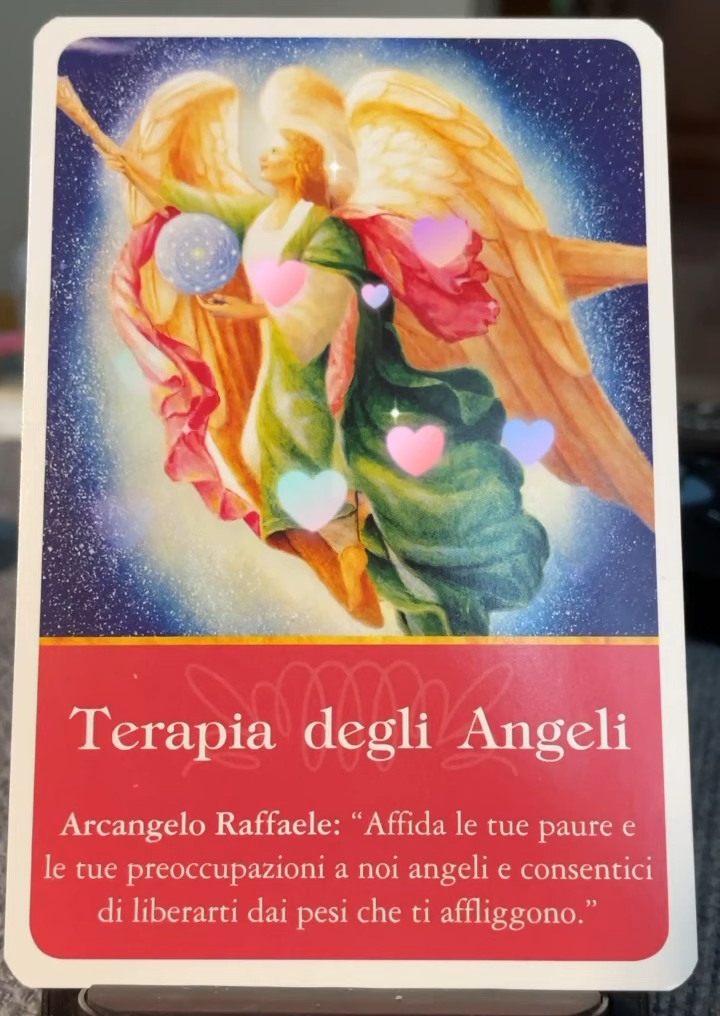 Terapia degli Angeli
Arcangelo Raffaele: “Affida le tue paure e
le tue preoccupazioni a noi angeli e consentici
di liberarti dai pesi che ti affliggono.”